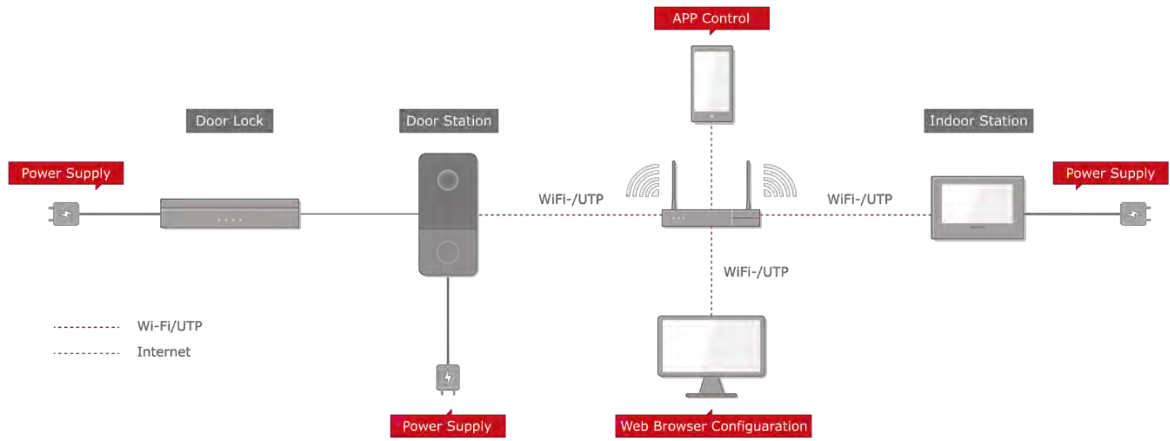 APP Control
Door Lock
Door Station
Indoor Station
Power Supply
Power Supply
WiFi-/UTP
WiFi-/UTP
WiFi-/UTP
Wi-Fi/UTP
Internet
Power Supply
Web Browser Configuaration